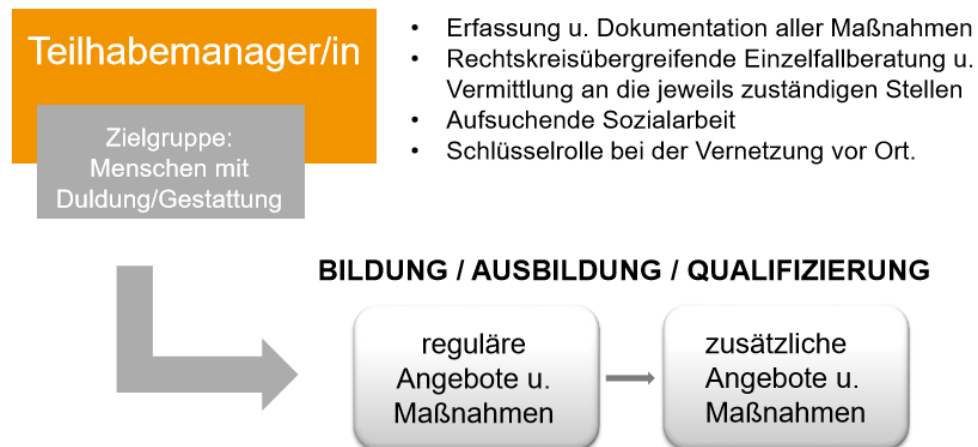 Teilhabemanager/in
Zielgruppe:
Menschen mit
Duldung/Gestattung
• Erfassung u. Dokumentation aller Maßnahmen
• Rechtskreisübergreifende Einzelfallberatung u.
Vermittlung an die jeweils zuständigen Stellen
• Aufsuchende Sozialarbeit
• Schlüsselrolle bei der Vernetzung vor Ort.
BILDUNG / AUSBILDUNG / QUALIFIZIERUNG
reguläre
Angebote u.
Maßnahmen
zusätzliche
Angebote u.
Maßnahmen